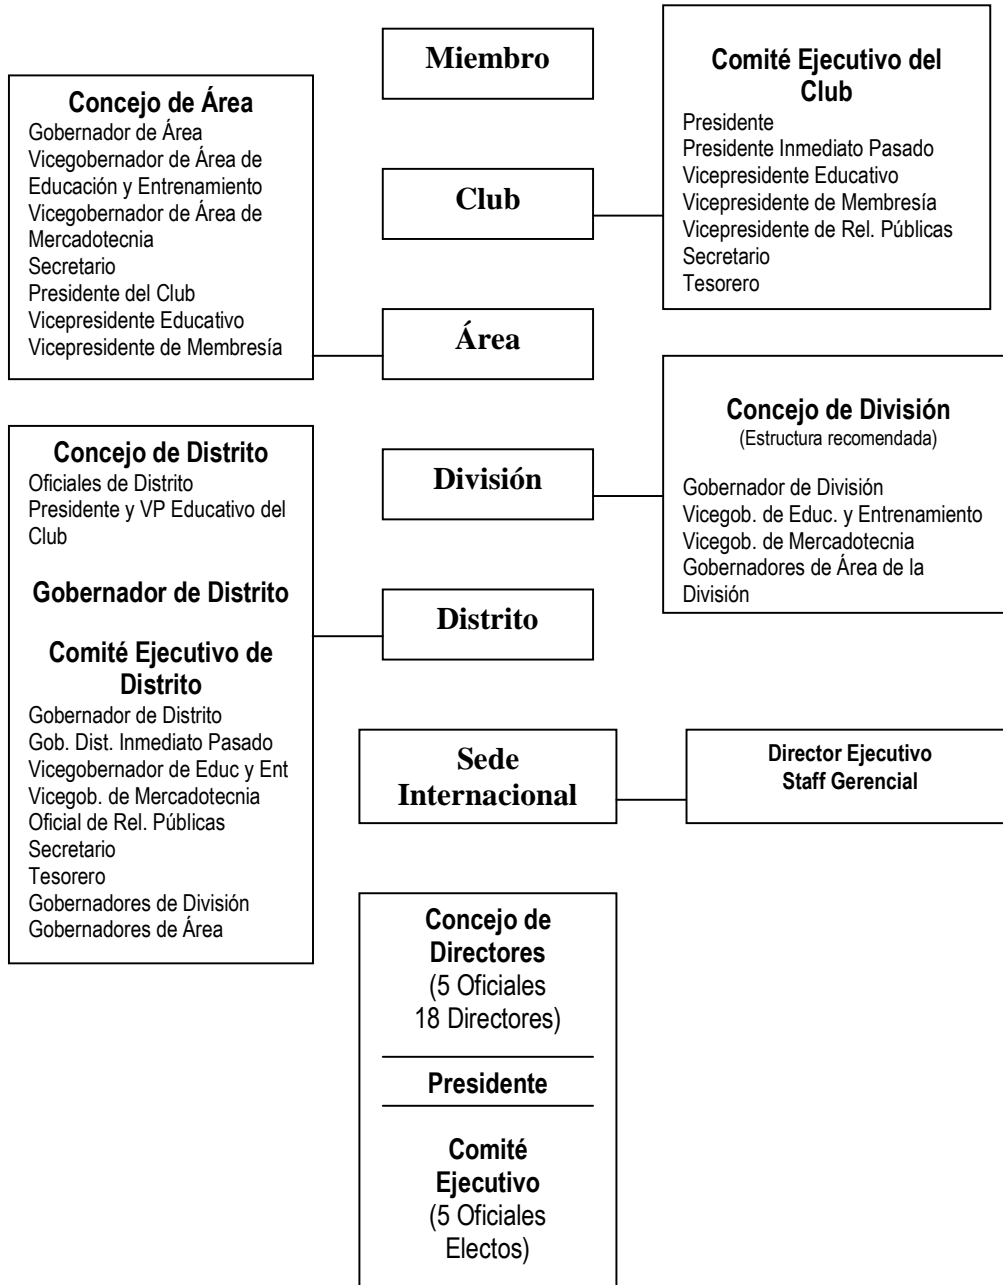 Miembro
Comité Ejecutivo del
Club
Presidente
Presidente Inmediato Pasado
Vicepresidente Educativo
Vicepresidente de Membresía
Vicepresidente de Rel. Públicas
Secretario
Tesorero
Concejo de Área
Gobernador de Área
Vicegobernador de Área de
Educación y Entrenamiento
Vicegobernador de Área de
Mercadotecnia
Secretario
Presidente del Club
Vicepresidente Educativo
Vicepresidente de Membresía
Club
Área
Concejo de División
(Estructura recomendada)
Gobernador de División
Vicegob. de Educ. y Entrenamiento
Vicegob. de Mercadotecnia
Gobernadores de Área de la
División
Concejo de Distrito
Oficiales de Distrito
Presidente y VP Educativo del
Club
Gobernador de Distrito
Comité Ejecutivo de
Distrito
Gobernador de Distrito
Gob. Dist. Inmediato Pasado
Vicegobernador de Educ y Ent
Vicegob. de Mercadotecnia
Oficial de Rel. Públicas
Secretario
Tesorero
Gobernadores de División
Gobernadores de Área
División
Distrito
Sede
Internacional
Director Ejecutivo
Staff Gerencial
Concejo de
Directores
(5 Oficiales
18 Directores)
Presidente
Comité
Ejecutivo
(5 Oficiales
Electos)